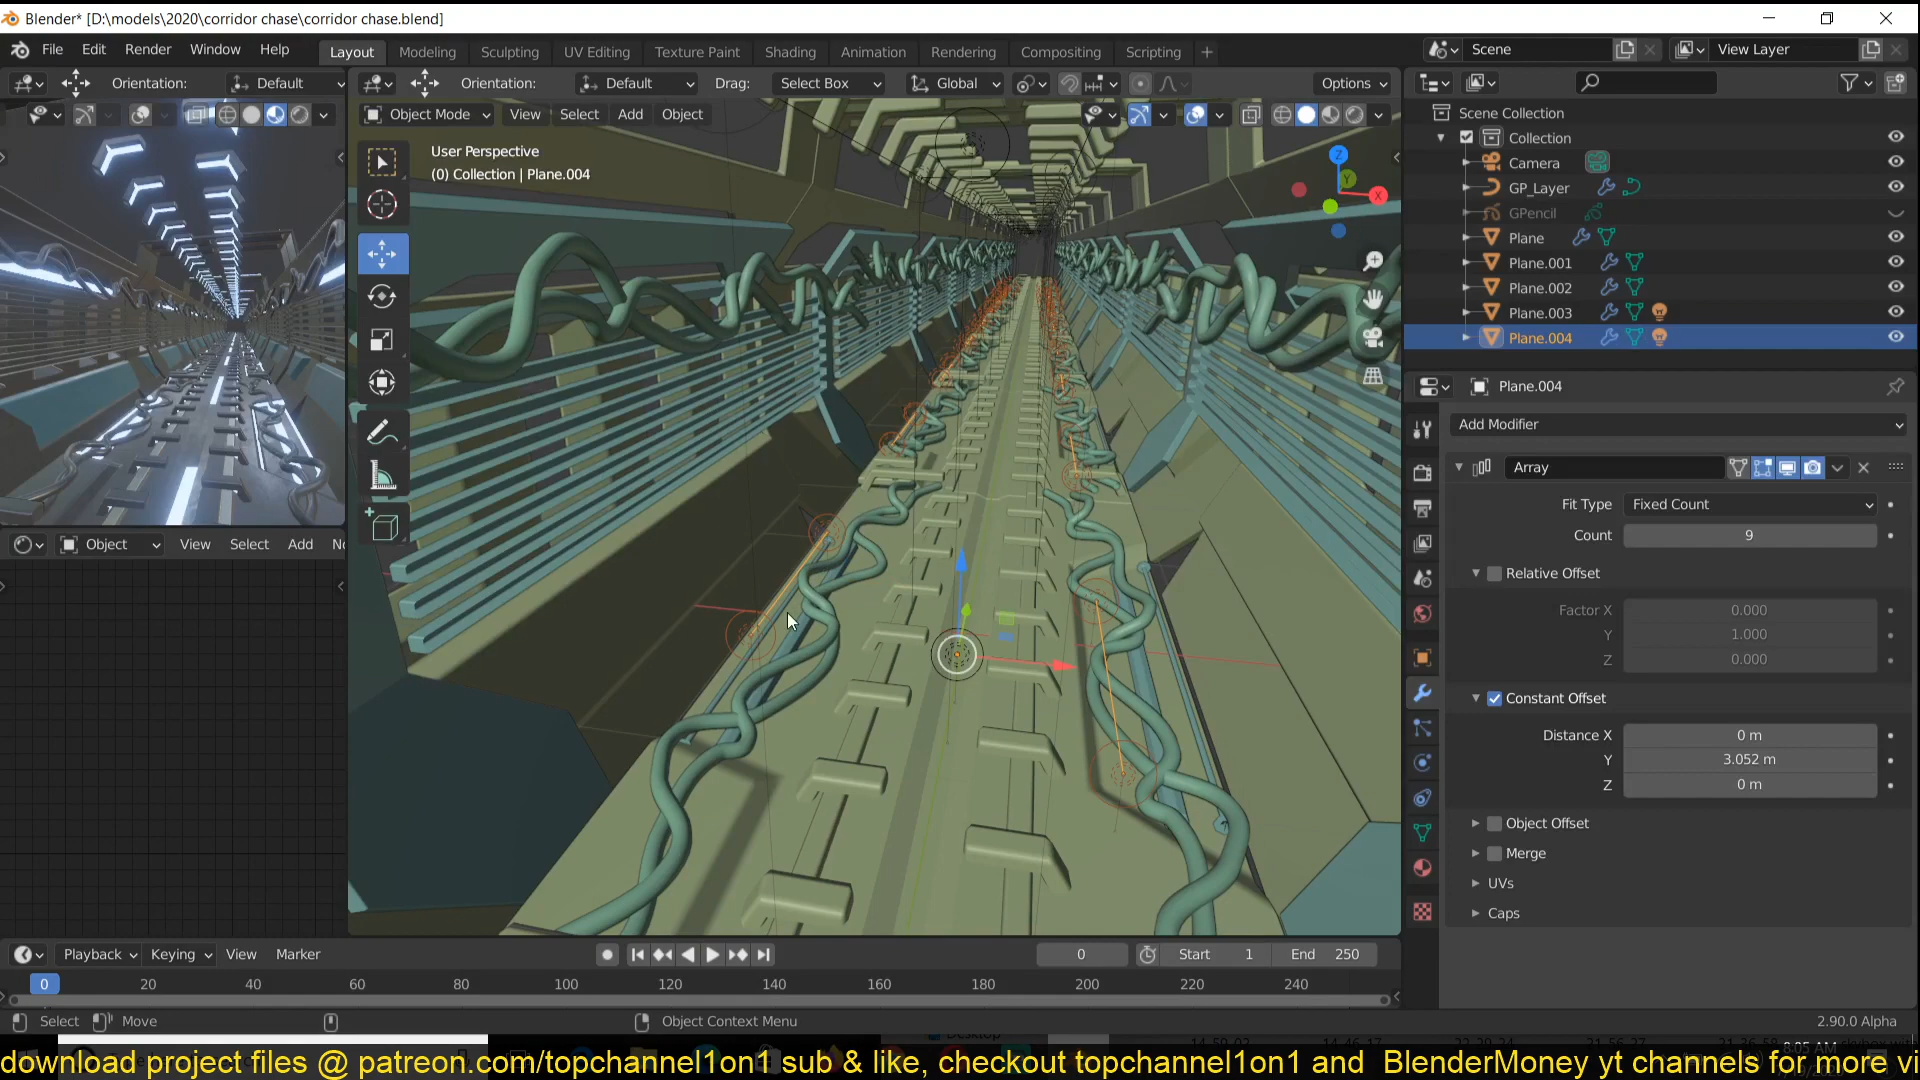 Blender* [D:\models\2020\corridor chase\corridor chase.blend]
File Edit Render Window Help Layout Modeling Sculpting UV Editing Texture Paint Shading Animation Rendering Compositing Scripting + Scene View Layer
Orientation: Default Orientation: Default Drag: Select Box Global Options
Object Mode View Select Add Object
User Perspective
(0) Collection | Plane.004
Z
Y
X
Scene Collection
Collection
Camera
GP_Layer
GPencil
Plane
Plane.001
Plane.002
Plane.003
Plane.004
Plane.004
Add Modifier
Array
Fit Type Fixed Count
Count 9
Relative Offset
Factor X 0.000
Y 1.000
Z 0.000
Constant Offset
Distance X 0 m
Y 3.052 m
Z 0 m
Object Offset
Merge
UVs
Caps
Object View Select Add
Playback Keying View Marker 0 Start 1 End 250
0 20 40 60 80 100 120 140 160 180 200 220 240
Select Move Object Context Menu 2.90.0 Alpha
download project files @ patreon.com/topchannel1on1 sub & like, checkout topchannel1on1 and BlenderMoney yt channels for more vi
8:05 AM